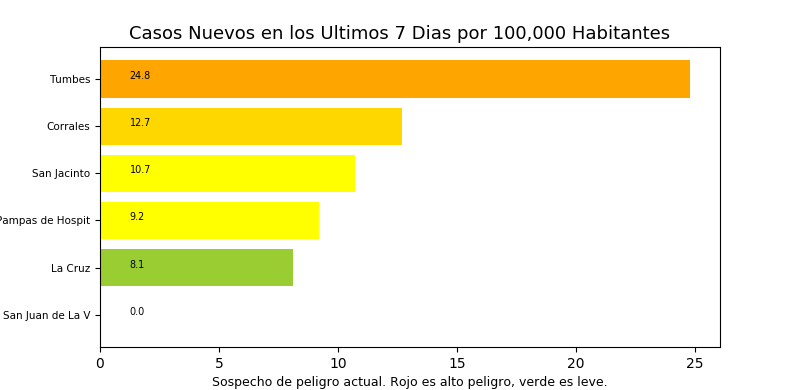 Casos Nuevos en los Ultimos 7 Dias por 100,000 Habitantes
Tumbes 24.8
Corrales 12.7
San Jacinto 10.7
Pampas de Hospit 9.2
La Cruz 8.1
San Juan de La V 0.0
0 5 10 15 20 25
Sospecho de peligro actual. Rojo es alto peligro, verde es leve.